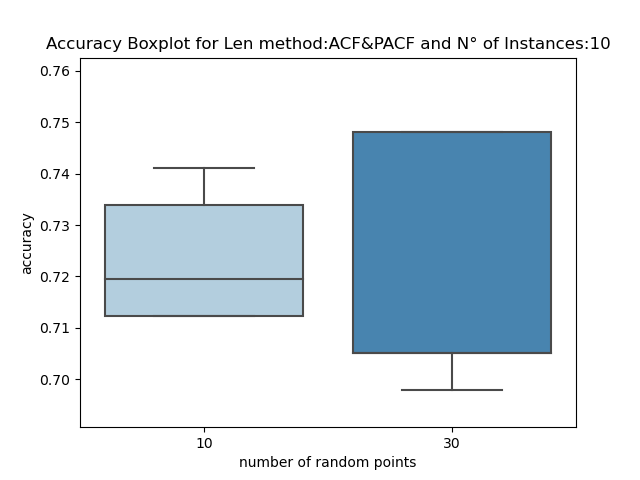 Accuracy Boxplot for Len method:ACF&PACF and N° of Instances:10
0.76
0.75
0.74
0.73
0.72
0.71
0.70
accuracy
10 30
number of random points